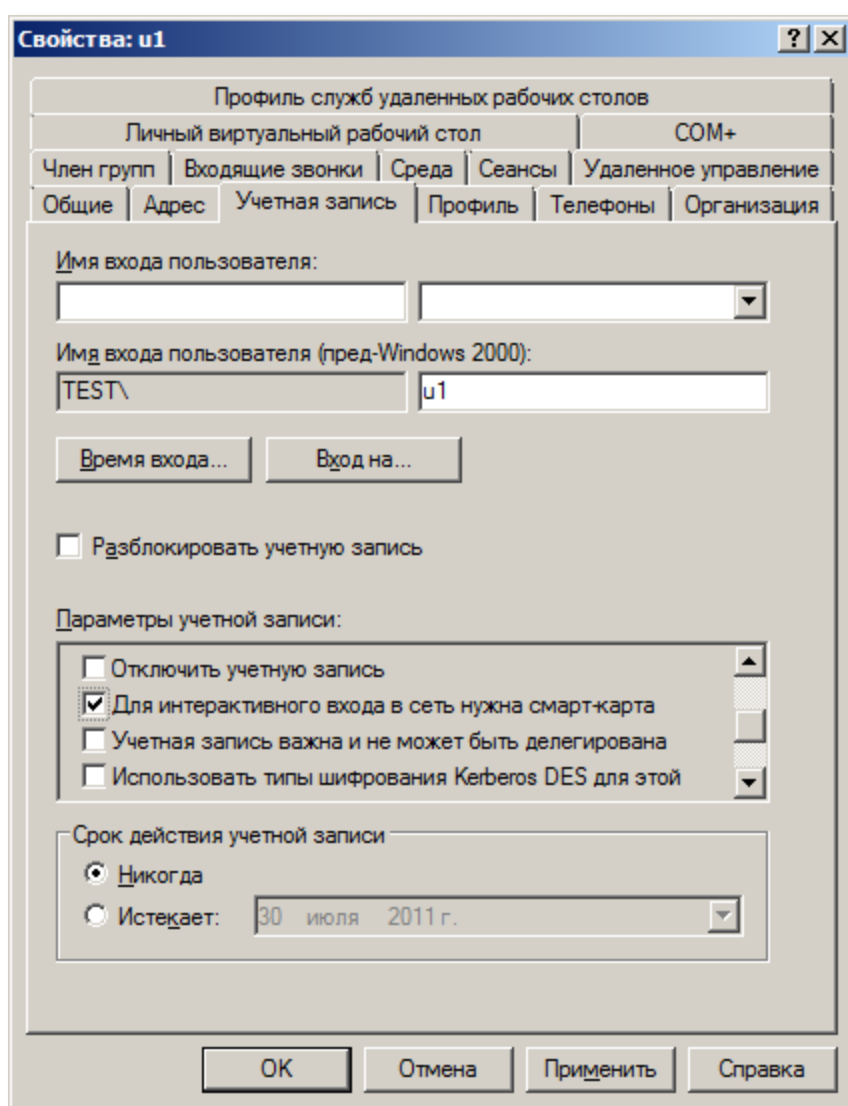 Свойства: u1
Профиль служб удаленных рабочих столов
Личный виртуальный рабочий стол COM+
Член групп Входящие звонки Среда Сеансы Удаленное управление
Общие Адрес Учетная запись Профиль Телефоны Организация
Имя входа пользователя:
Имя входа пользователя (пред-Windows 2000):
TEST\ u1
Время входа... Вход на...
Разблокировать учетную запись
Параметры учетной записи:
Отключить учетную запись
Для интерактивного входа в сеть нужна смарт-карта
Учетная запись важна и не может быть делегирована
Использовать типы шифрования Kerberos DES для этой
Срок действия учетной записи
Никогда
Истекает: 30 июля 2011 г.
OK Отмена Применить Справка